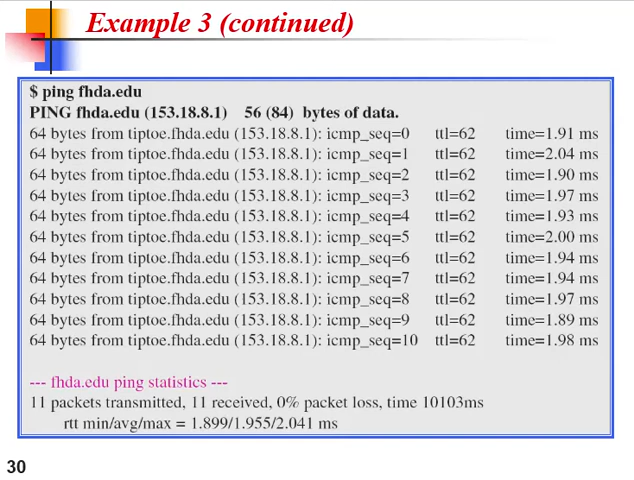 Example 3 (continued)
$ ping fhda.edu
PING fhda.edu (153.18.8.1) 56 (84) bytes of data.
64 bytes from tiptoe.fhda.edu (153.18.8.1): icmp_seq=0 ttl=62 time=1.91 ms
64 bytes from tiptoe.fhda.edu (153.18.8.1): icmp_seq=1 ttl=62 time=2.04 ms
64 bytes from tiptoe.fhda.edu (153.18.8.1): icmp_seq=2 ttl=62 time=1.90 ms
64 bytes from tiptoe.fhda.edu (153.18.8.1): icmp_seq=3 ttl=62 time=1.97 ms
64 bytes from tiptoe.fhda.edu (153.18.8.1): icmp_seq=4 ttl=62 time=1.93 ms
64 bytes from tiptoe.fhda.edu (153.18.8.1): icmp_seq=5 ttl=62 time=2.00 ms
64 bytes from tiptoe.fhda.edu (153.18.8.1): icmp_seq=6 ttl=62 time=1.94 ms
64 bytes from tiptoe.fhda.edu (153.18.8.1): icmp_seq=7 ttl=62 time=1.94 ms
64 bytes from tiptoe.fhda.edu (153.18.8.1): icmp_seq=8 ttl=62 time=1.97 ms
64 bytes from tiptoe.fhda.edu (153.18.8.1): icmp_seq=9 ttl=62 time=1.89 ms
64 bytes from tiptoe.fhda.edu (153.18.8.1): icmp_seq=10 ttl=62 time=1.98 ms
--- fhda.edu ping statistics ---
11 packets transmitted, 11 received, 0% packet loss, time 10103ms
rtt min/avg/max = 1.899/1.955/2.041 ms
30